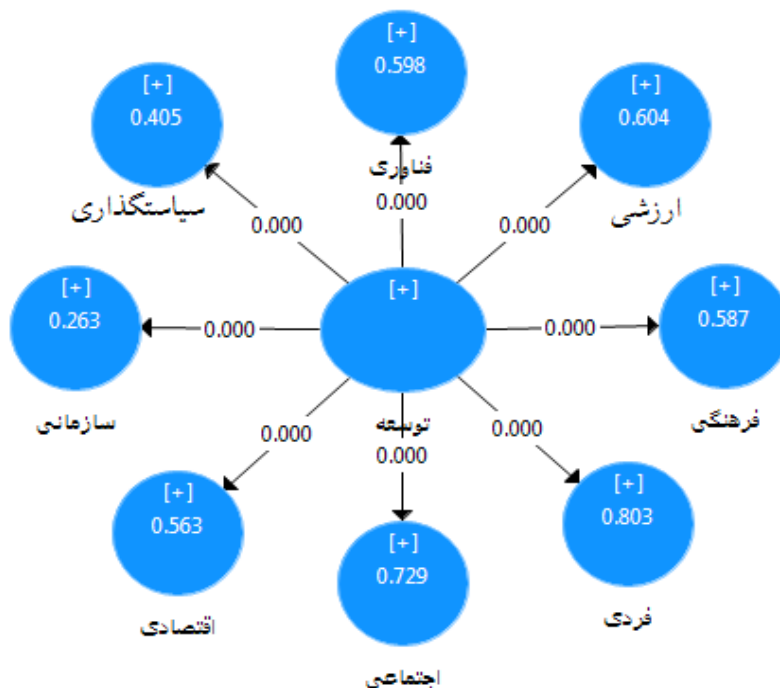 [+]
0.598
فناوری
0.000
[+]
0.405
سیاستگذاری
0.000
[+]
0.604
ارزشی
0.000
[+]
0.263
سازمانی
0.000
[+]
توسعه
0.000
[+]
0.587
فرهنگی
0.000
[+]
0.563
اقتصادی
0.000
[+]
0.729
اجتماعی
0.000
[+]
0.803
فردی